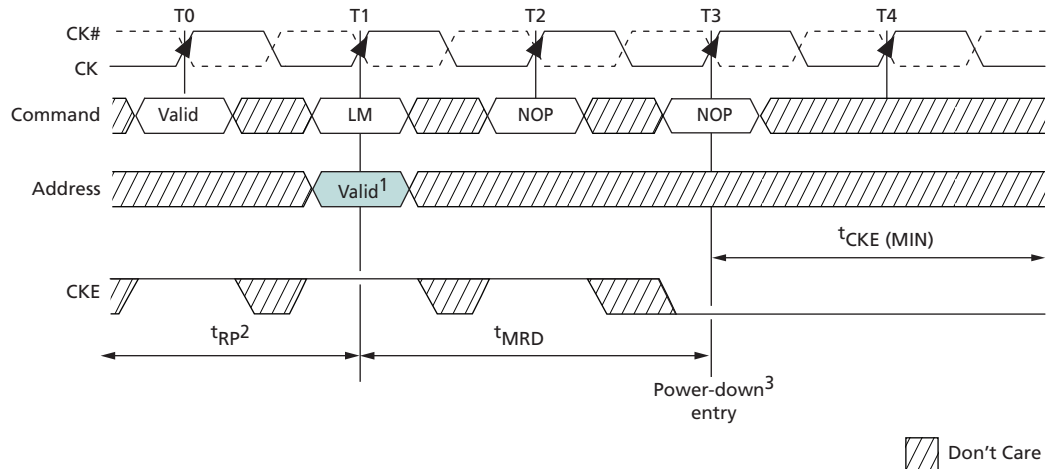 T0 T1 T2 T3 T4
CK#
CK
Command Valid LM NOP NOP
Address Valid1
tCKE (MIN)
CKE
tRP2 tMRD
Power-down3
entry
Don't Care